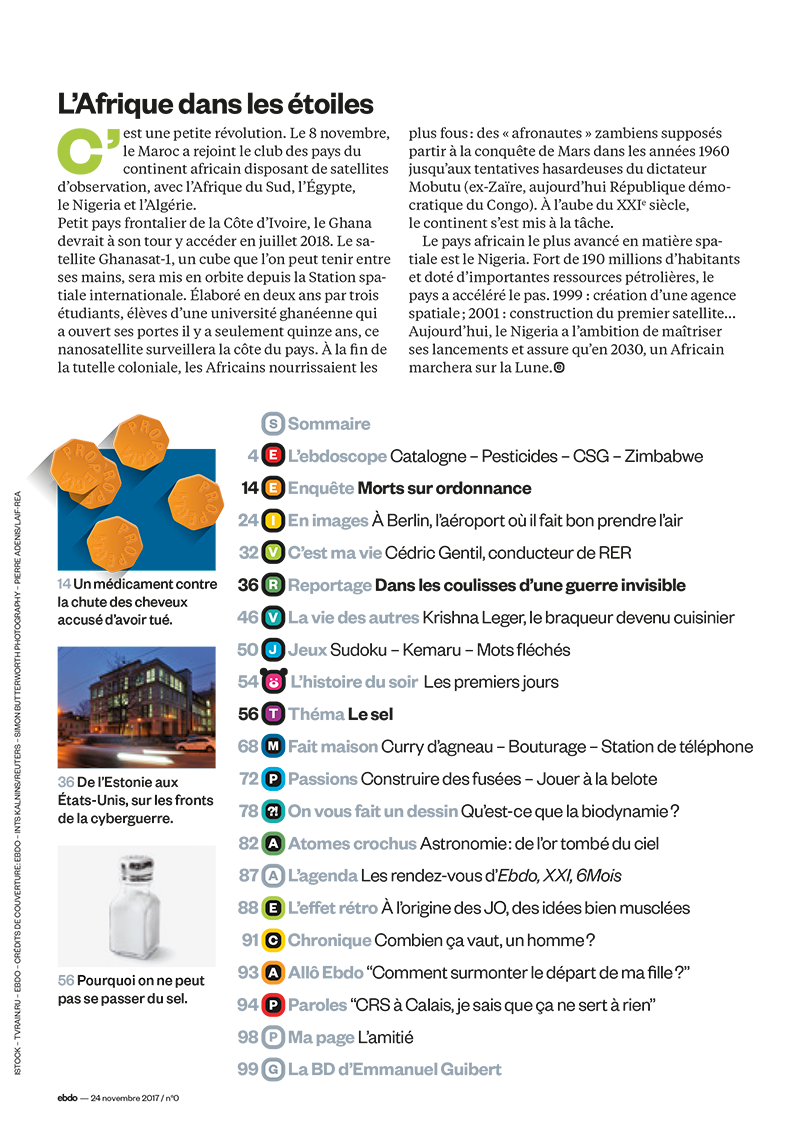 L’Afrique dans les étoiles
C’est une petite révolution. Le 8 novembre,
le Maroc a rejoint le club des pays du
continent africain disposant de satellites
d’observation, avec l’Afrique du Sud, l’Égypte,
le Nigeria et l’Algérie.
Petit pays frontalier de la Côte d’Ivoire, le Ghana
devrait à son tour y accéder en juillet 2018. Le sa-
tellite Ghanasat-1, un cube que l’on peut tenir entre
ses mains, sera mis en orbite depuis la Station spa-
tiale internationale. Élaboré en deux ans par trois
étudiants, élèves d’une université ghanéenne qui
a ouvert ses portes il y a seulement quinze ans, ce
nanosatellite surveillera la côte du pays. À la fin de
la tutelle coloniale, les Africains nourrissaient les
plus fous : des « afronautes » zambiens supposés
partir à la conquête de Mars dans les années 1960
jusqu’aux tentatives hasardeuses du dictateur
Mobutu (ex-Zaïre, aujourd’hui République démo-
cratique du Congo). À l’aube du XXIe siècle,
le continent s’est mis à la tâche.
Le pays africain le plus avancé en matière spa-
tiale est le Nigeria. Fort de 190 millions d’habitants
et doté d’importantes ressources pétrolières, le
pays a accéléré le pas. 1999 : création d’une agence
spatiale ; 2001 : construction du premier satellite…
Aujourd’hui, le Nigeria a l’ambition de maîtriser
ses lancements et assure qu’en 2030, un Africain
marchera sur la Lune.
S Sommaire
4 E L’ebdoscope Catalogne – Pesticides – CSG – Zimbabwe
14 E Enquête Morts sur ordonnance
24 I En images À Berlin, l’aéroport où il fait bon prendre l’air
32 V C’est ma vie Cédric Gentil, conducteur de RER
36 R Reportage Dans les coulisses d’une guerre invisible
46 V La vie des autres Krishna Leger, le braqueur devenu cuisinier
50 J Jeux Sudoku – Kemaru – Mots fléchés
54 L’histoire du soir Les premiers jours
56 T Théma Le sel
68 M Fait maison Curry d’agneau – Bouturage – Station de téléphone
72 P Passions Construire des fusées – Jouer à la belote
78 ?! On vous fait un dessin Qu’est-ce que la biodynamie ?
82 A Atomes crochus Astronomie : de l’or tombé du ciel
87 A L’agenda Les rendez-vous d’Ebdo, XXI, 6Mois
88 E L’effet rétro À l’origine des JO, des idées bien musclées
91 C Chronique Combien ça vaut, un homme ?
93 A Allô Ebdo “Comment surmonter le départ de ma fille ?”
94 P Paroles “CRS à Calais, je sais que ça ne sert à rien”
98 P Ma page L’amitié
99 G La BD d’Emmanuel Guibert
PROPECIA
PROPECIA
PROPECIA
PROPECIA
14 Un médicament contre
la chute des cheveux
accusé d’avoir tué.
36 De l’Estonie aux
États-Unis, sur les fronts
de la cyberguerre.
56 Pourquoi on ne peut
pas se passer du sel.
ISTOCK – TVRAIN.RU – EBDO – CRÉDITS DE COUVERTURE: EBDO – INTS KALNINS/REUTERS – SIMON BUTTERWORTH PHOTOGRAPHY – PIERRE ADENIS/LAIF-REA
ebdo — 24 novembre 2017 / n°0